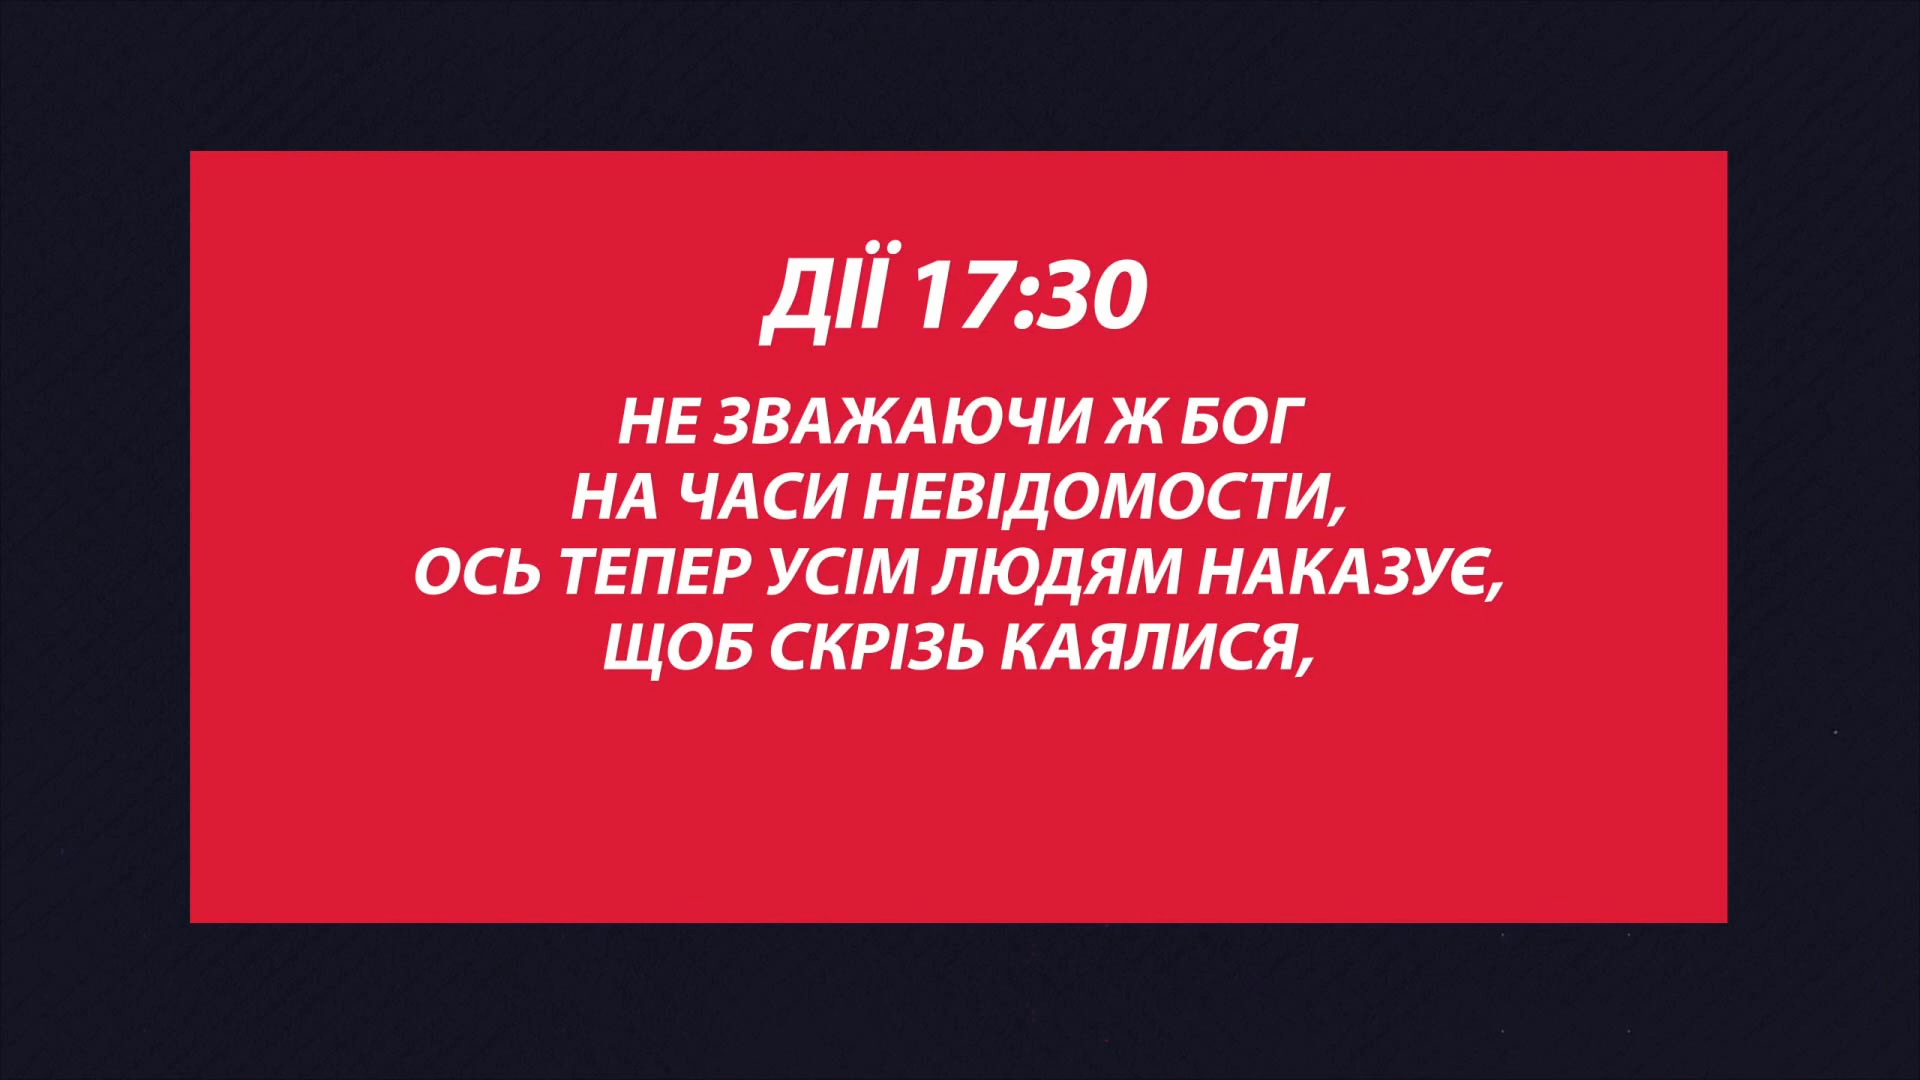 ДІЇ 17:30
НЕ ЗВАЖАЮЧИ Ж БОГ
НА ЧАСИ НЕВІДОМОСТИ,
ОСЬ ТЕПЕР УСІМ ЛЮДЯМ НАКАЗУЄ,
ЩОБ СКРІЗЬ КАЯЛИСЯ,